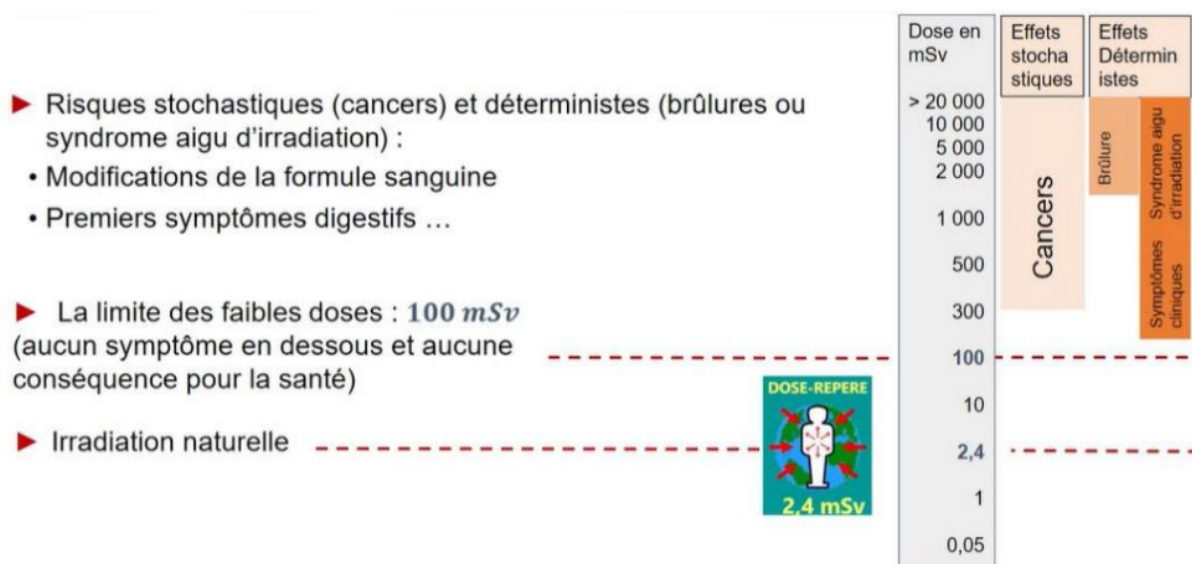 ► Risques stochastiques (cancers) et déterministes (brûlures ou
syndrome aigu d'irradiation) :
• Modifications de la formule sanguine
• Premiers symptômes digestifs …
► La limite des faibles doses : 100 mSv
(aucun symptôme en dessous et aucune
conséquence pour la santé)
► Irradiation naturelle
DOSE-REPERE
2,4 mSv
Dose en
mSv
> 20 000
10 000
5 000
2 000
1 000
500
300
100
10
2,4
1
0,05
Effets
stocha
stiques
Cancers
Effets
Détermin
istes
Brûlure
Syndrome aigu
d'irradiation
Symptômes
cliniques